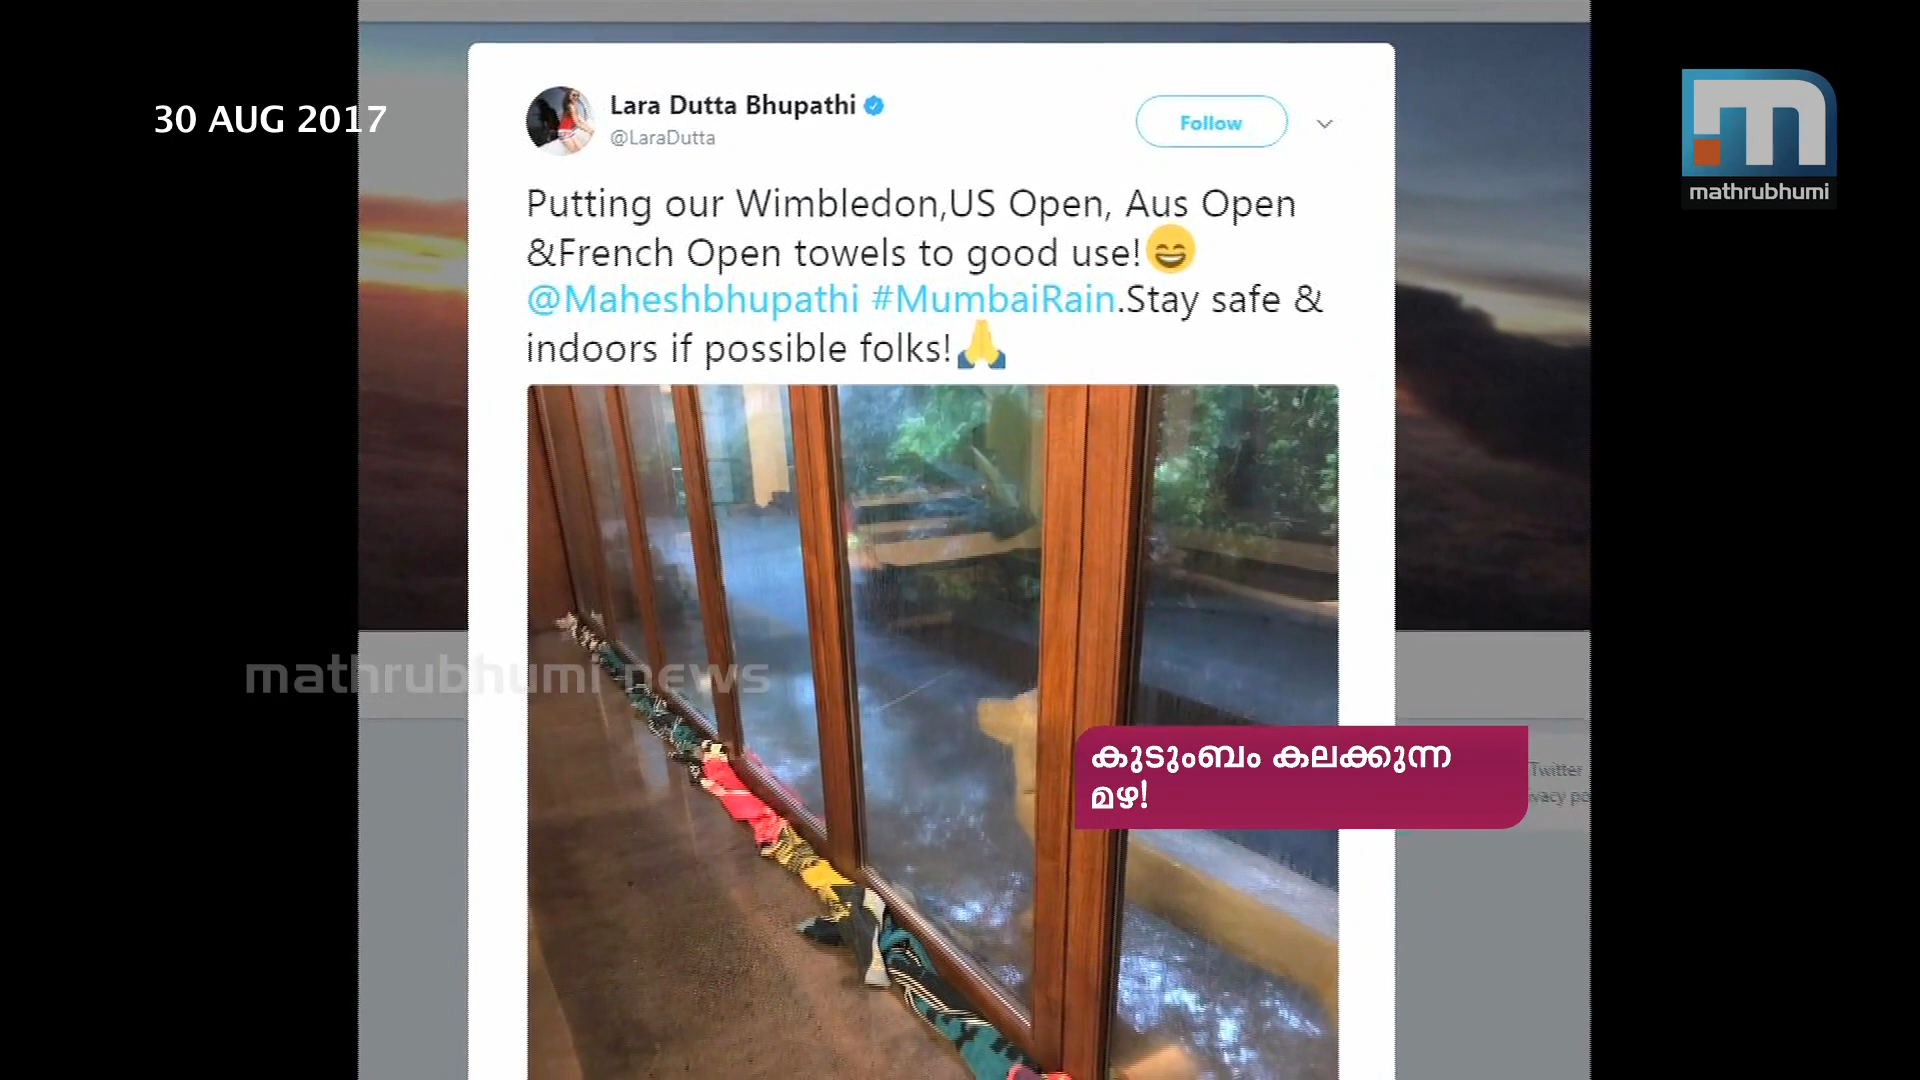 30 AUG 2017
Lara Dutta Bhupathi
@LaraDutta
Follow
mathrubhumi
Putting our Wimbledon,US Open, Aus Open
&French Open towels to good use!😄
@Maheshbhupathi #MumbaiRain.Stay safe &
indoors if possible folks!🙏
mathrubhumi news
കുടുംബം കലക്കുന്ന
മഴ!
Twitter